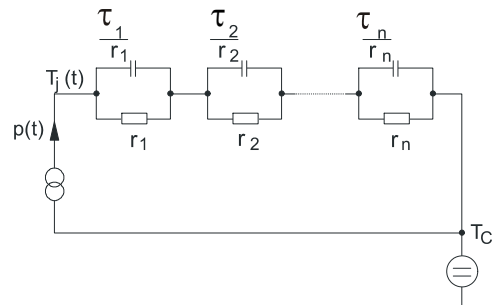 τ1 τ2 τn
r1 r2 rn
Tj (t)
p(t)
r1 r2 rn
TC